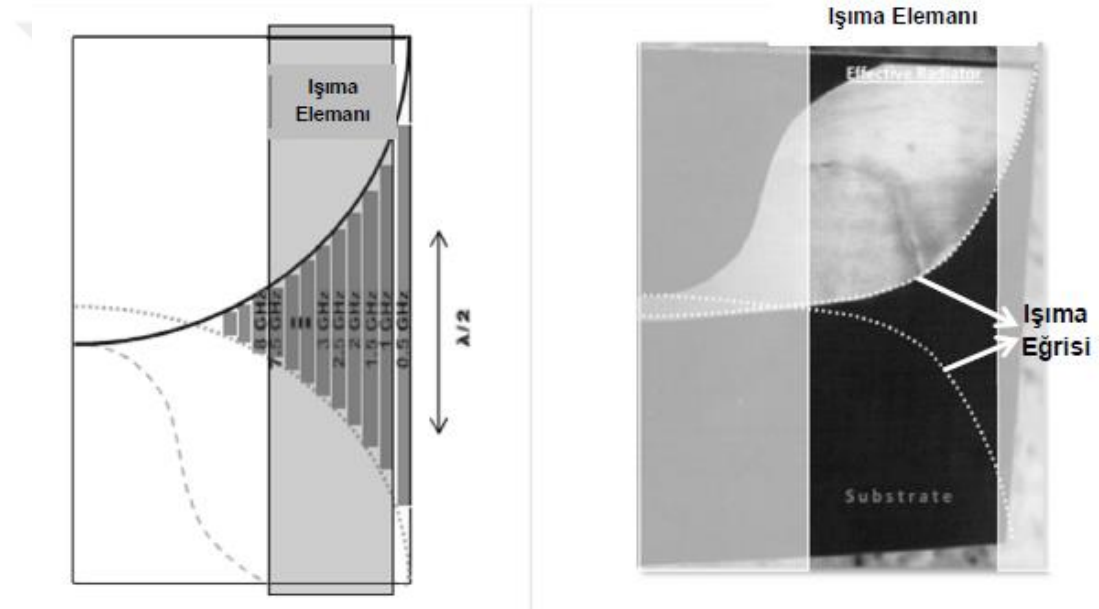 Işıma
Elemanı
8 GHz
7.5 GHz
3 GHz
2.5 GHz
2 GHz
1.5 GHz
1 GHz
0.5 GHz
λ/2
Işıma Elemanı
Effective Radiator
Işıma
Eğrisi
Substrate